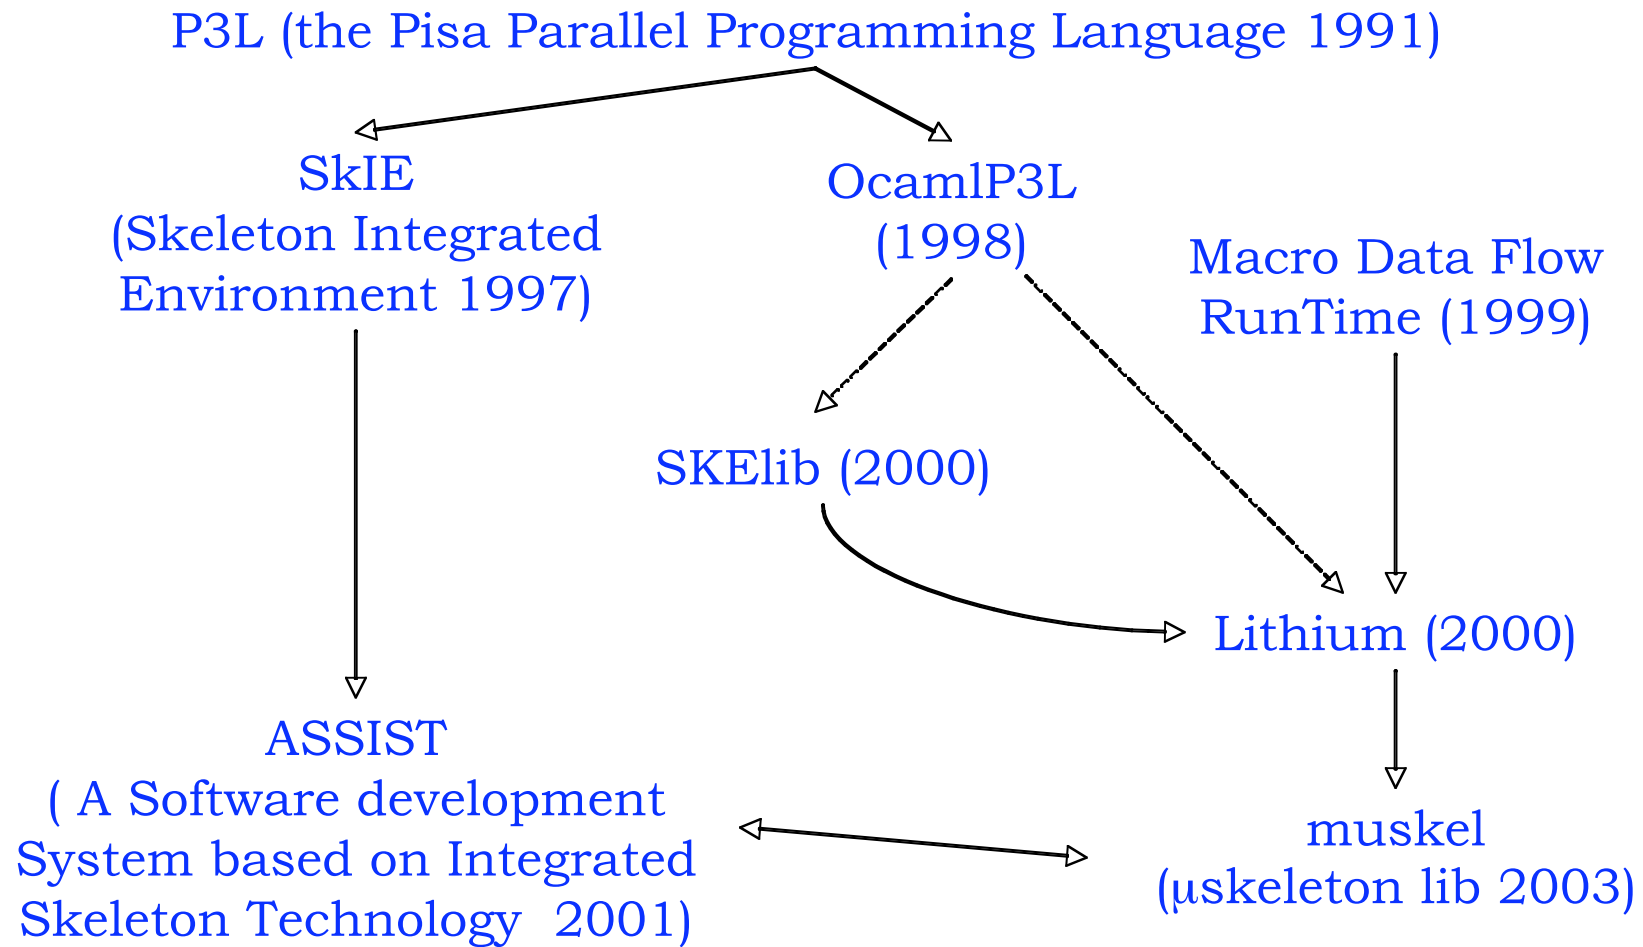 P3L (the Pisa Parallel Programming Language 1991)
SkIE
(Skeleton Integrated
Environment 1997)
OcamlP3L
(1998)
Macro Data Flow
RunTime (1999)
SKElib (2000)
Lithium (2000)
ASSIST
( A Software development
System based on Integrated
Skeleton Technology  2001)
muskel
(μskeleton lib 2003)